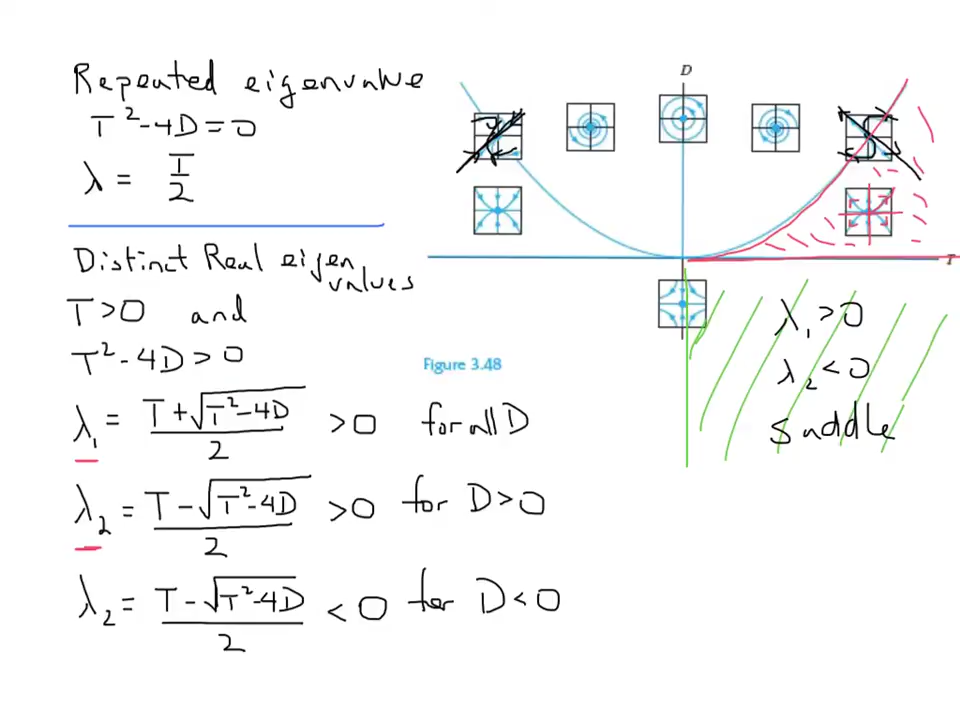 Repeated eigenvalue
T²-4D=0
λ = T/2
Distinct Real eigen
values
T>0 and
T²-4D>0
λ₁ = (T+√(T²-4D))/2 >0 for all D
λ₂ = (T-√(T²-4D))/2 >0 for D>0
λ₂ = (T-√(T²-4D))/2 <0 for D<0
D
T
Figure 3.48
λ₁>0
λ₂<0
saddle